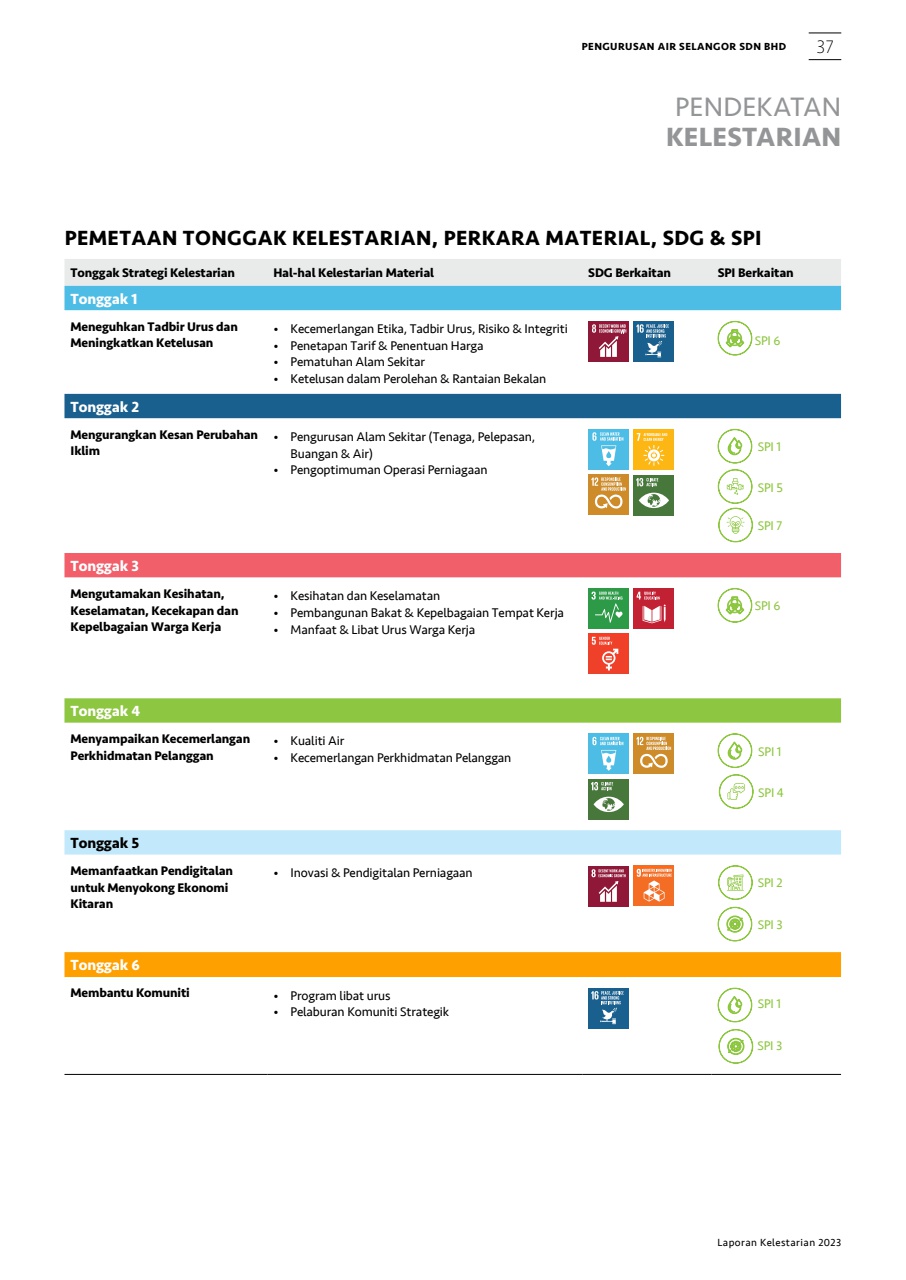 PENGURUSAN AIR SELANGOR SDN BHD 37
PENDEKATAN
KELESTARIAN
PEMETAAN TONGGAK KELESTARIAN, PERKARA MATERIAL, SDG & SPI
Tonggak Strategi Kelestarian Hal-hal Kelestarian Material SDG Berkaitan SPI Berkaitan
Tonggak 1
Meneguhkan Tadbir Urus dan
Meningkatkan Ketelusan
• Kecemerlangan Etika, Tadbir Urus, Risiko & Integriti
• Penetapan Tarif & Penentuan Harga
• Pematuhan Alam Sekitar
• Ketelusan dalam Perolehan & Rantaian Bekalan
8 DECENT WORK AND
ECONOMIC GROWTH
16 PEACE, JUSTICE
AND STRONG
INSTITUTIONS
SPI 6
Tonggak 2
Mengurangkan Kesan Perubahan
Iklim
• Pengurusan Alam Sekitar (Tenaga, Pelepasan,
Buangan & Air)
• Pengoptimuman Operasi Perniagaan
6 CLEAN WATER
AND SANITATION
7 AFFORDABLE AND
CLEAN ENERGY
12 RESPONSIBLE
CONSUMPTION
AND PRODUCTION
13 CLIMATE
ACTION
SPI 1
SPI 5
SPI 7
Tonggak 3
Mengutamakan Kesihatan,
Keselamatan, Kecekapan dan
Kepelbagaian Warga Kerja
• Kesihatan dan Keselamatan
• Pembangunan Bakat & Kepelbagaian Tempat Kerja
• Manfaat & Libat Urus Warga Kerja
3 GOOD HEALTH
AND WELL-BEING
4 QUALITY
EDUCATION
5 GENDER
EQUALITY
SPI 6
Tonggak 4
Menyampaikan Kecemerlangan
Perkhidmatan Pelanggan
• Kualiti Air
• Kecemerlangan Perkhidmatan Pelanggan
6 CLEAN WATER
AND SANITATION
12 RESPONSIBLE
CONSUMPTION
AND PRODUCTION
13 CLIMATE
ACTION
SPI 1
SPI 4
Tonggak 5
Memanfaatkan Pendigitalan
untuk Menyokong Ekonomi
Kitaran
• Inovasi & Pendigitalan Perniagaan
8 DECENT WORK AND
ECONOMIC GROWTH
9 INDUSTRY, INNOVATION
AND INFRASTRUCTURE
SPI 2
SPI 3
Tonggak 6
Membantu Komuniti
• Program libat urus
• Pelaburan Komuniti Strategik
16 PEACE, JUSTICE
AND STRONG
INSTITUTIONS
SPI 1
SPI 3
Laporan Kelestarian 2023